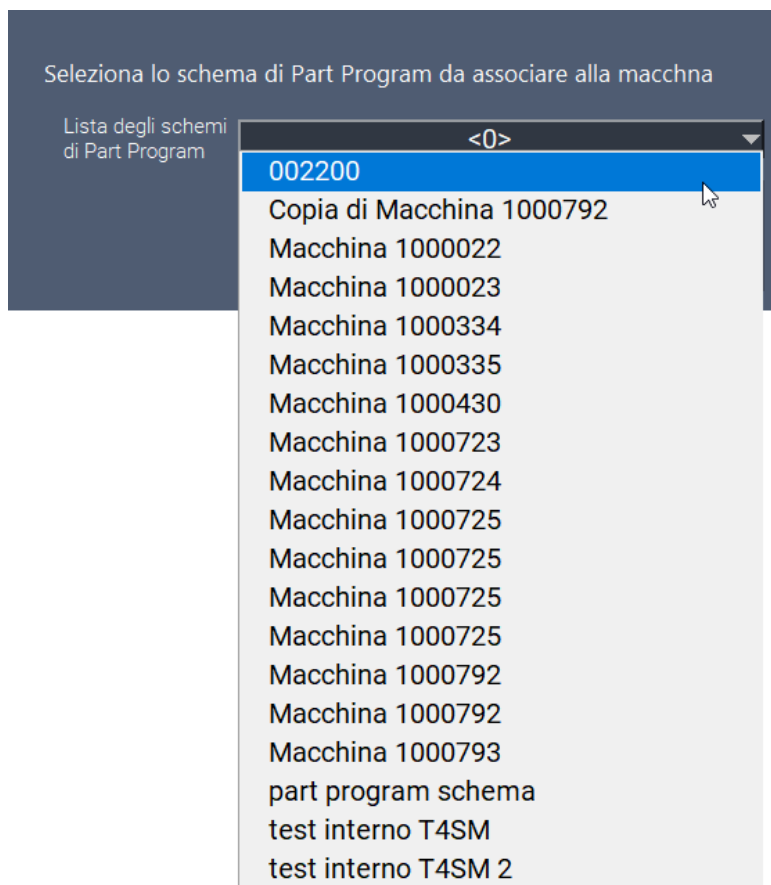 Seleziona lo schema di Part Program da associare alla macchna
Lista degli schemi
di Part Program
<0>
002200
Copia di Macchina 1000792
Macchina 1000022
Macchina 1000023
Macchina 1000334
Macchina 1000335
Macchina 1000430
Macchina 1000723
Macchina 1000724
Macchina 1000725
Macchina 1000725
Macchina 1000725
Macchina 1000725
Macchina 1000792
Macchina 1000792
Macchina 1000793
part program schema
test interno T4SM
test interno T4SM 2